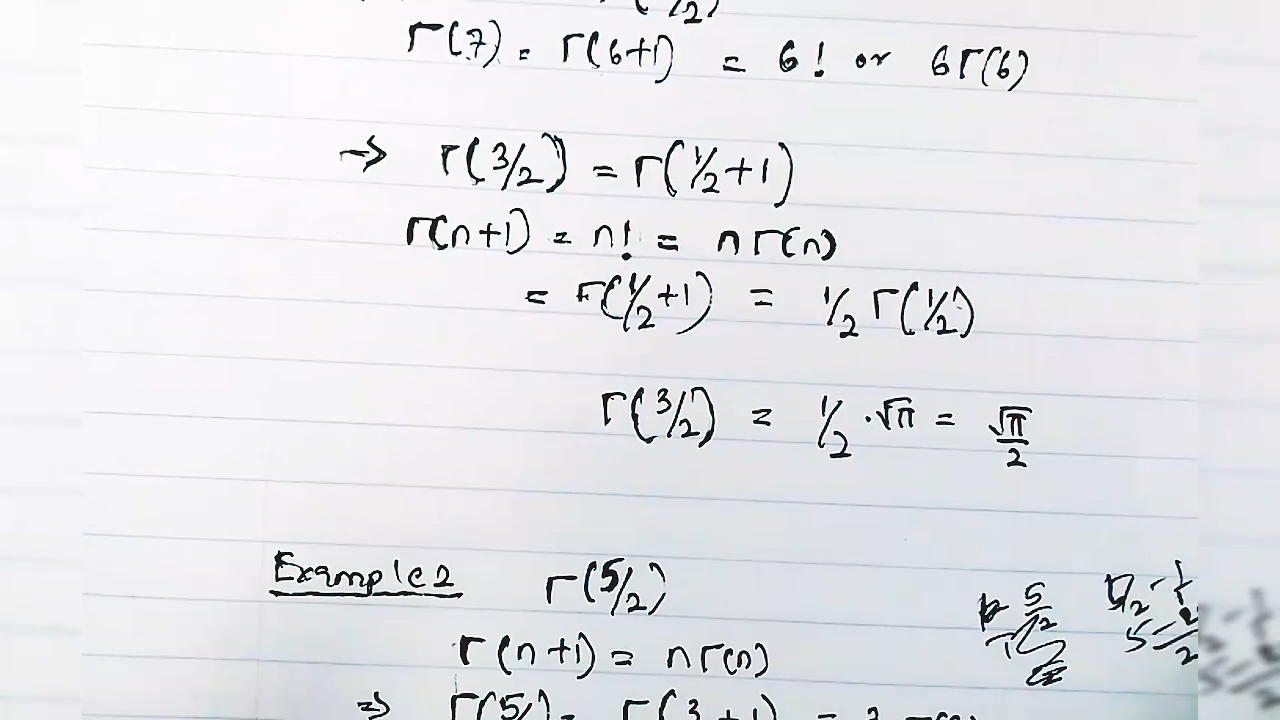 Γ(7) = Γ(6+1) = 6! or 6Γ(6)
→ Γ(3/2) = Γ(1/2+1)
Γ(n+1) = n! = nΓ(n)
= Γ(1/2+1) = 1/2 Γ(1/2)
Γ(3/2) = 1/2 ·√π = √π/2
Example 2 Γ(5/2)
Γ(n+1) = nΓ(n)